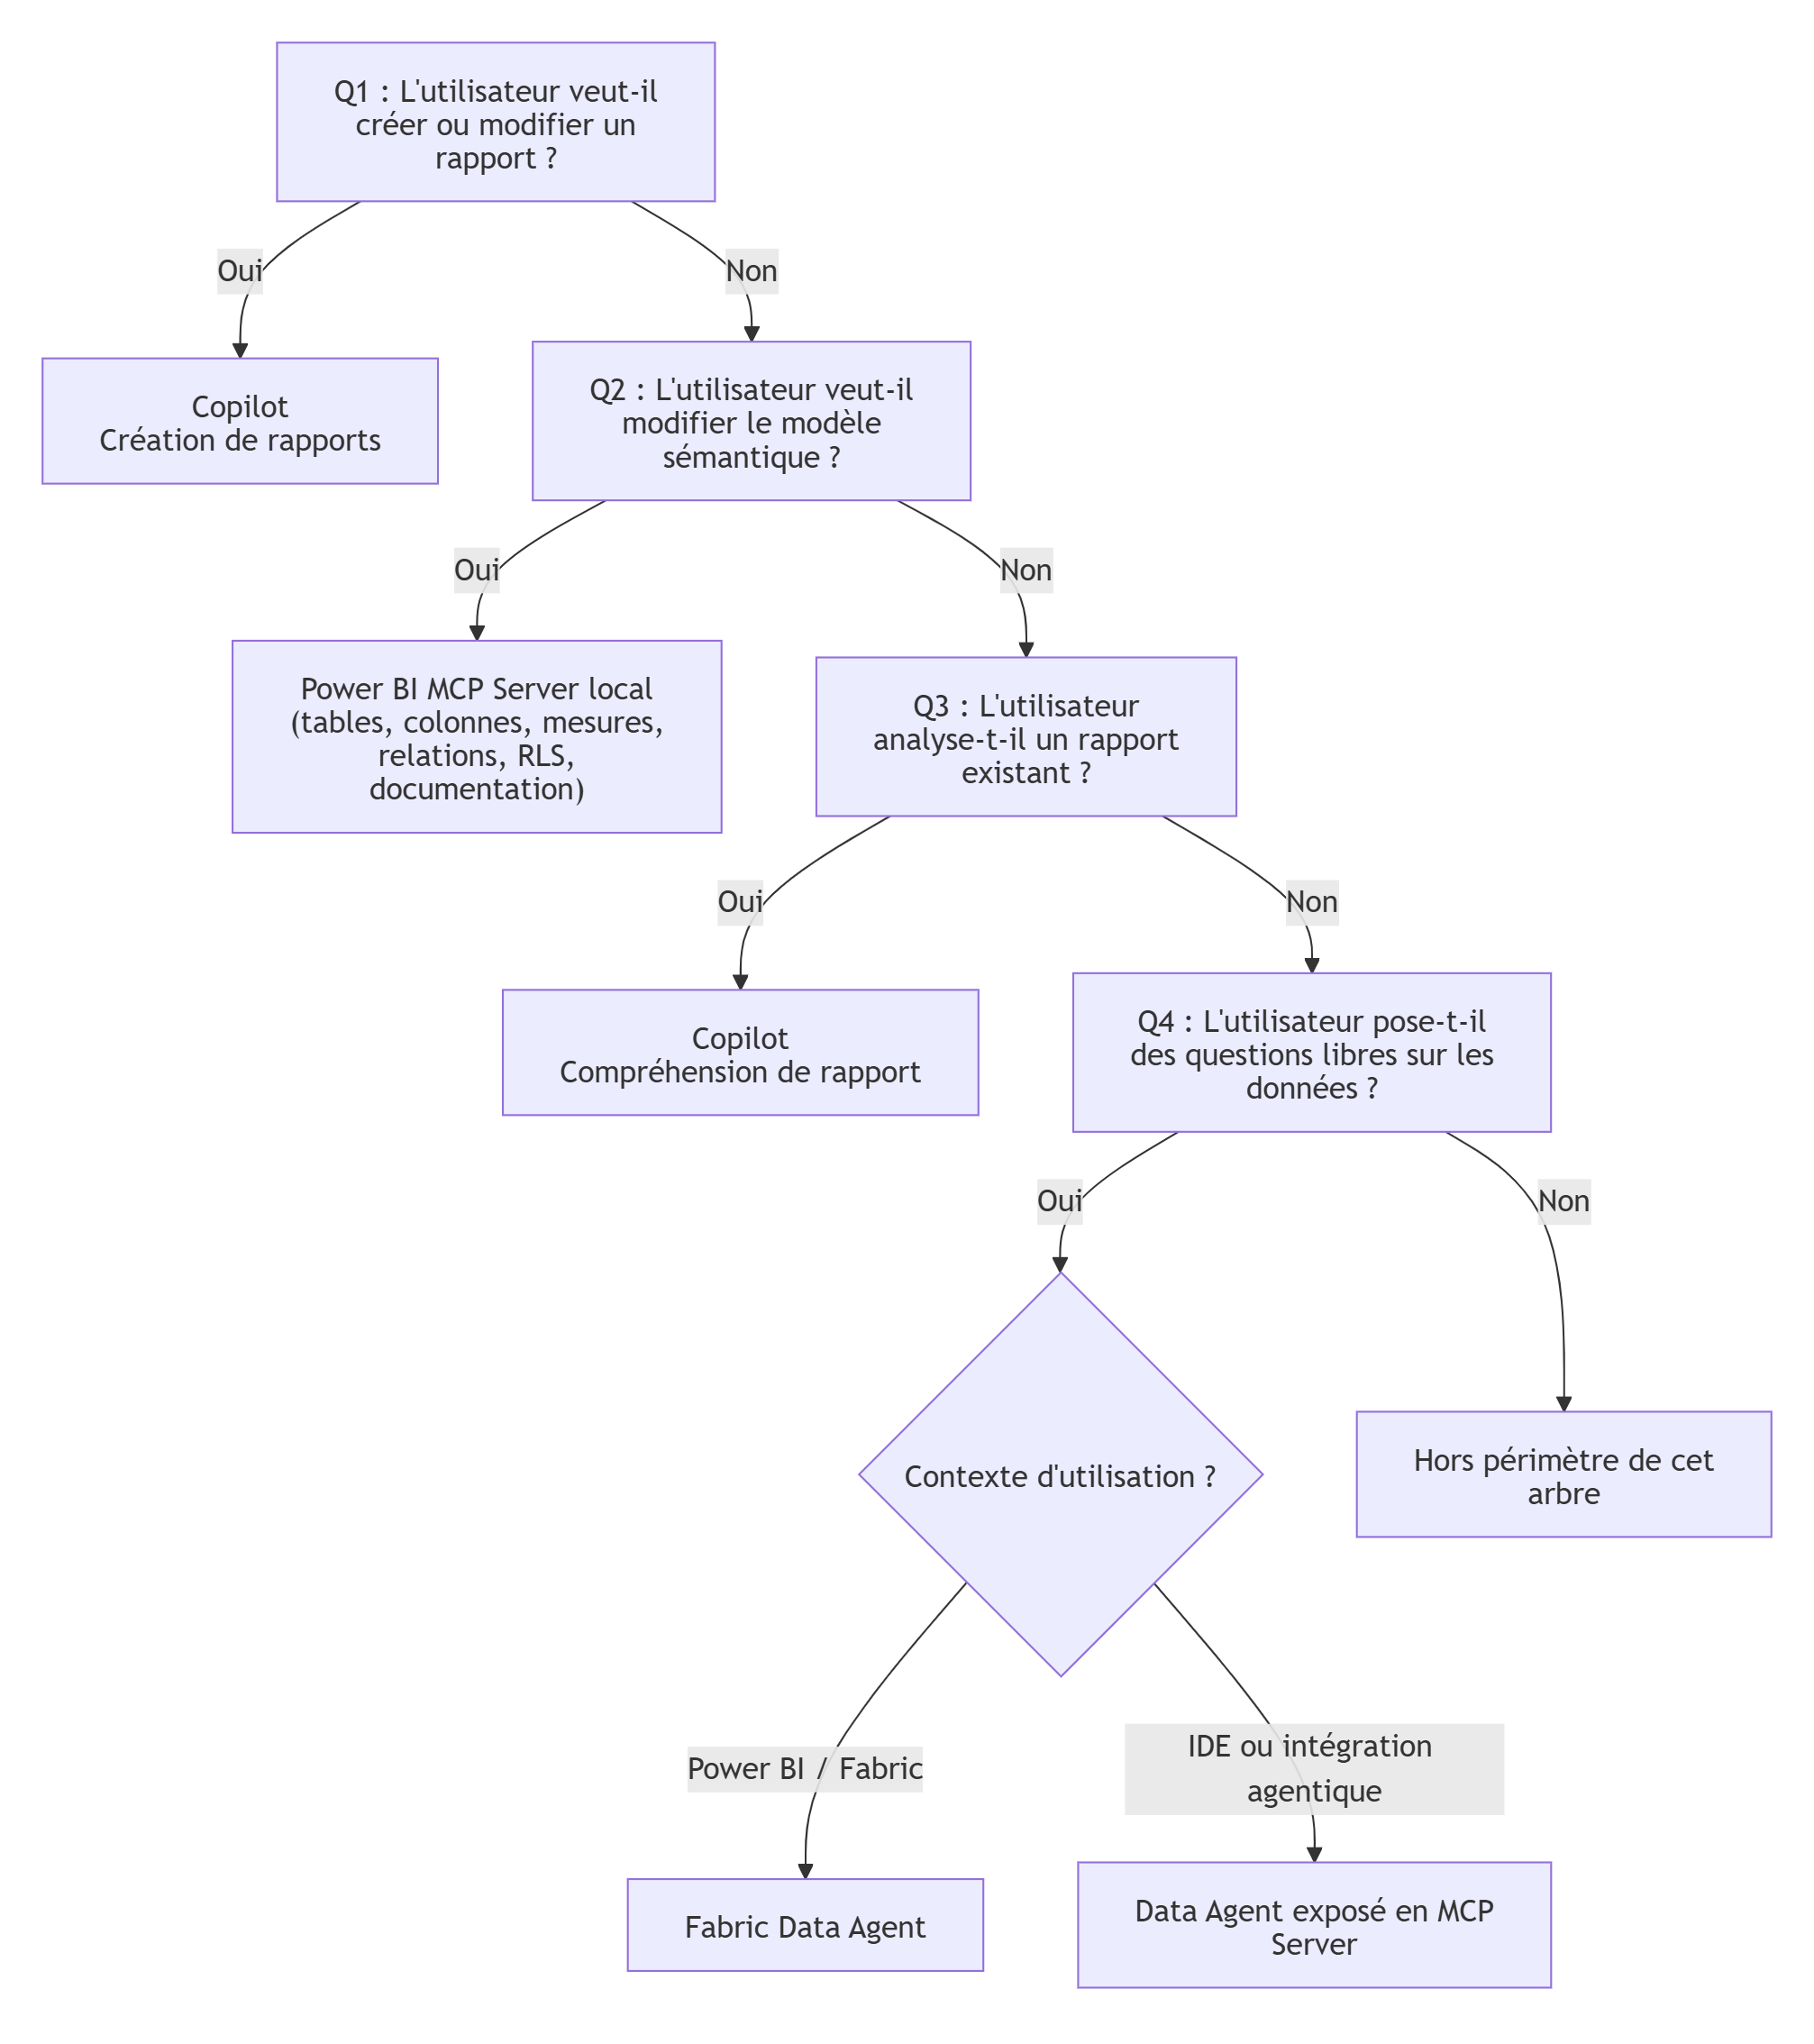 Q1 : L'utilisateur veut-il
créer ou modifier un
rapport ?
Oui
Non
Copilot
Création de rapports
Q2 : L'utilisateur veut-il
modifier le modèle
sémantique ?
Oui
Non
Power BI MCP Server local
(tables, colonnes, mesures,
relations, RLS,
documentation)
Q3 : L'utilisateur
analyse-t-il un rapport
existant ?
Oui
Non
Copilot
Compréhension de rapport
Q4 : L'utilisateur pose-t-il
des questions libres sur les
données ?
Oui
Non
Contexte d'utilisation ?
Hors périmètre de cet
arbre
Power BI / Fabric
IDE ou intégration
agentique
Fabric Data Agent
Data Agent exposé en MCP
Server